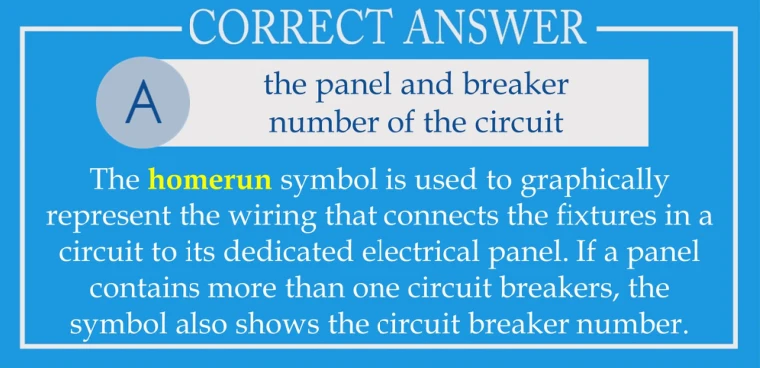 CORRECT ANSWER
A
the panel and breaker
number of the circuit
The homerun symbol is used to graphically
represent the wiring that connects the fixtures in a
circuit to its dedicated electrical panel. If a panel
contains more than one circuit breakers, the
symbol also shows the circuit breaker number.